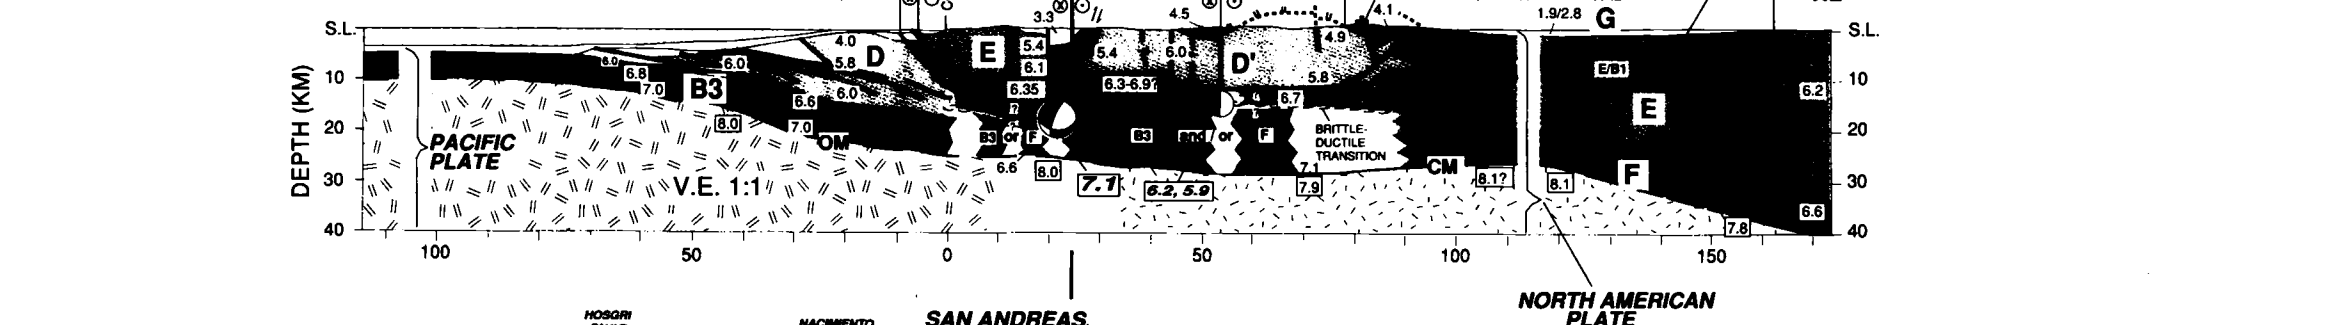 3.3
4.5
4.1
1.9/2.8
G
S.L.
4.0
D
E
5.4
5.4
6.0
D'
4.9
S.L.
6.0
6.0
5.8
6.1
5.8
E/B1
10
6.8
7.0
B3
6.6
6.0
6.35
6.3-6.9?
6.7
E
6.2
10
DEPTH (KM)
?
20
8.0
7.0
OM
B3 or F
B3 and or F
BRITTLE-
DUCTILE
TRANSITION
20
PACIFIC
PLATE
30
V.E. 1:1
6.6
8.0
7.1
6.2, 5.9
7.1
7.9
CM
8.1?
8.1
F
30
6.6
40
7.8
40
100
50
0
50
100
150
HOSGRI
NACIMIENTO
SAN ANDREAS
NORTH AMERICAN
PLATE